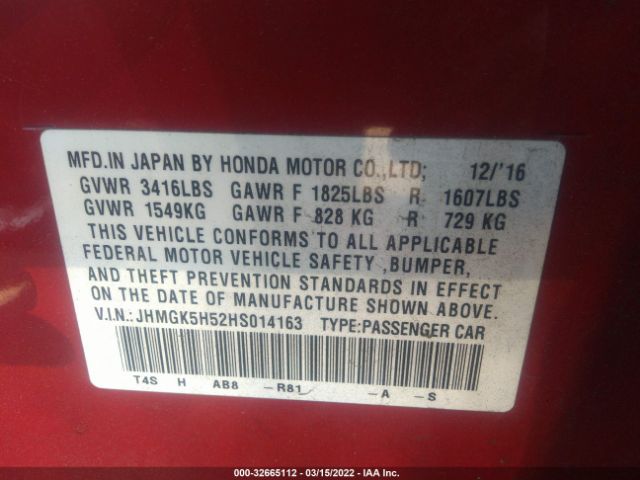 MFD.IN JAPAN BY HONDA MOTOR CO.,LTD; 12/'16
GVWR 3416LBS GAWR F 1825LBS R 1607LBS
GVWR 1549KG GAWR F 828 KG R 729 KG
THIS VEHICLE CONFORMS TO ALL APPLICABLE
FEDERAL MOTOR VEHICLE SAFETY ,BUMPER,
AND THEFT PREVENTION STANDARDS IN EFFECT
ON THE DATE OF MANUFACTURE SHOWN ABOVE.
V.I.N.:JHMGK5H52HS014163 TYPE:PASSENGER CAR
T4S H AB8 -R81 -A -S
000-32665112 - 03/15/2022 - IAA Inc.